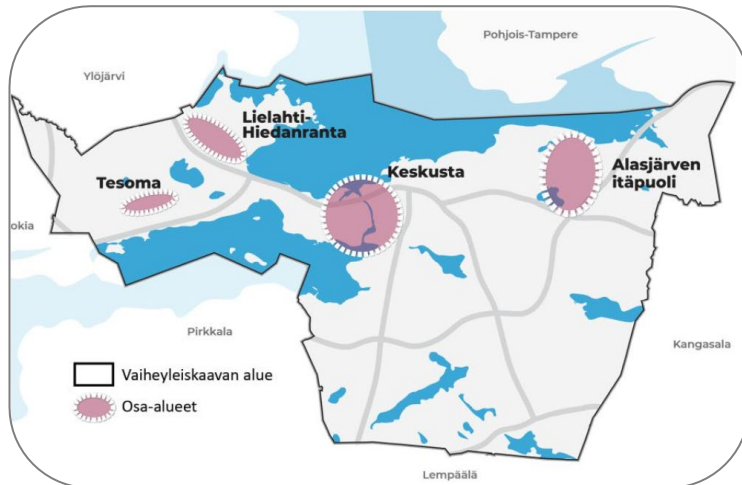 Pohjois-Tampere
Ylöjärvi
Lielahti-
Hiedanranta
Keskusta
Alasjärven
itäpuoli
Tesoma
okia
Pirkkala
Kangasala
Vaiheyleiskaavan alue
Osa-alueet
Lempäälä